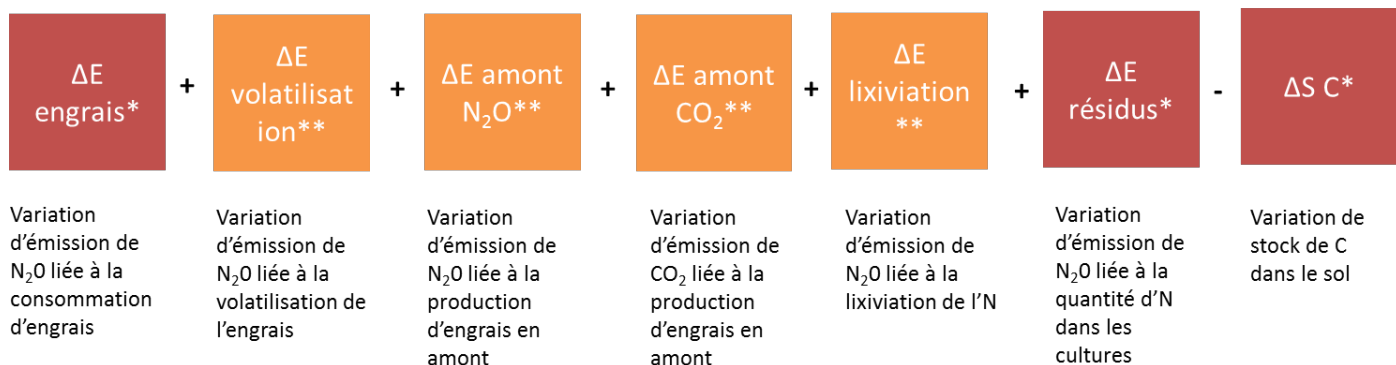 ΔE
engrais*
+
ΔE
volatilisat
ion**
+
ΔE amont
N₂O**
+
ΔE amont
CO₂**
+
ΔE
lixiviation
**
+
ΔE
résidus*
-
ΔS C*
Variation
d’émission de
N₂0 liée à la
consommation
d’engrais
Variation
d’émission de
N₂0 liée à la
volatilisation de
l’engrais
Variation
d’émission de
N₂0 liée à la
production
d’engrais en
amont
Variation
d’émission de
CO₂ liée à la
production
d’engrais en
amont
Variation
d’émission de
N₂0 liée à la
lixiviation de l’N
Variation
d’émission de
N₂0 liée à la
quantité d’N
dans les
cultures
Variation de
stock de C
dans le sol